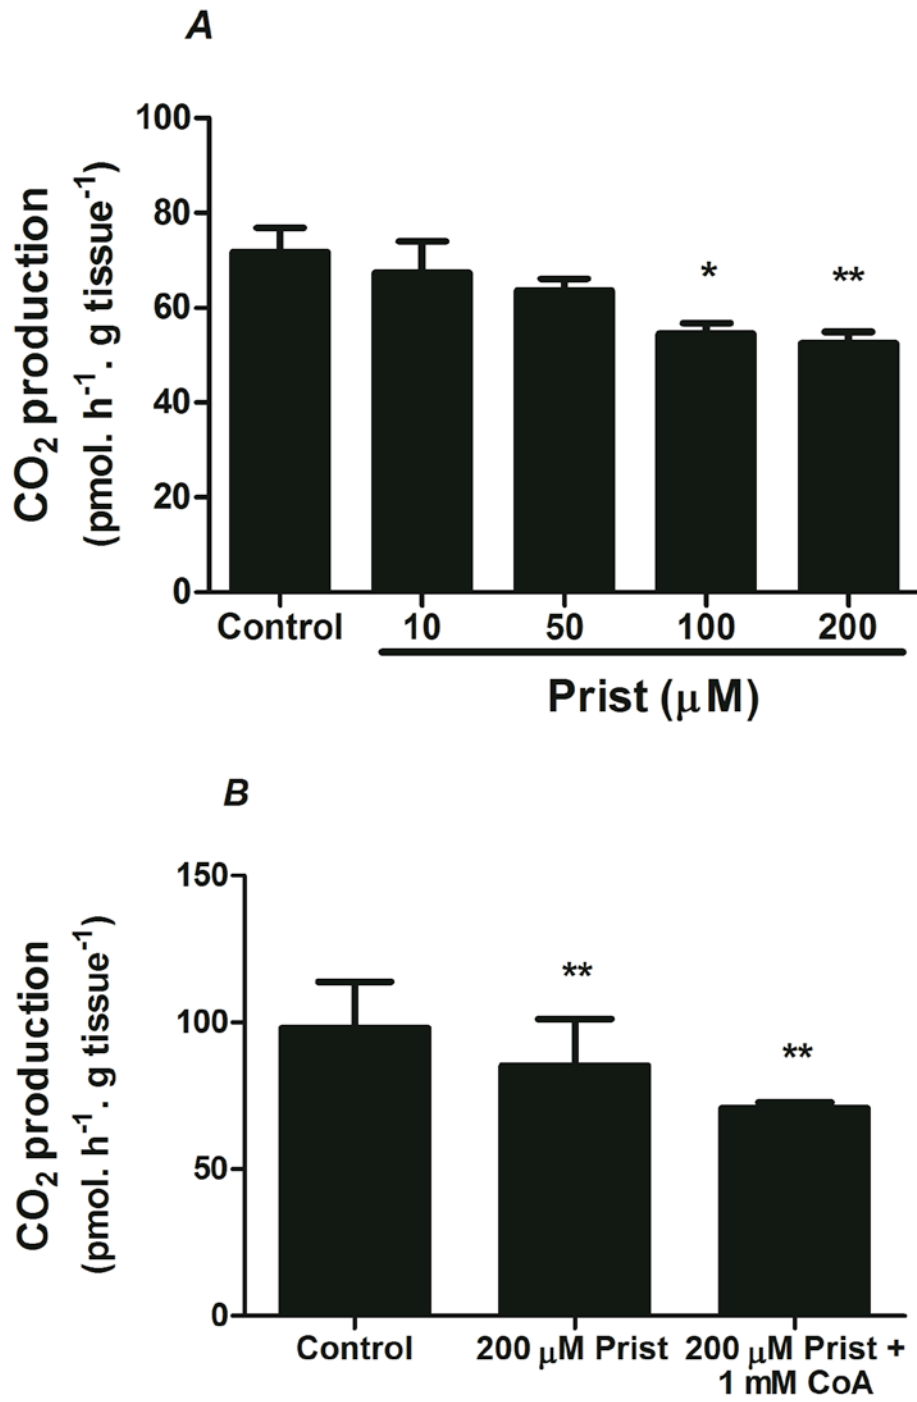 A
CO₂ production
(pmol. h⁻¹ . g tissue⁻¹)
100
80
60
40
20
0
*
**
Control 10 50 100 200
Prist (μM)
B
CO₂ production
(pmol. h⁻¹ . g tissue⁻¹)
150
100
50
0
**
**
Control 200 μM Prist 200 μM Prist +
1 mM CoA